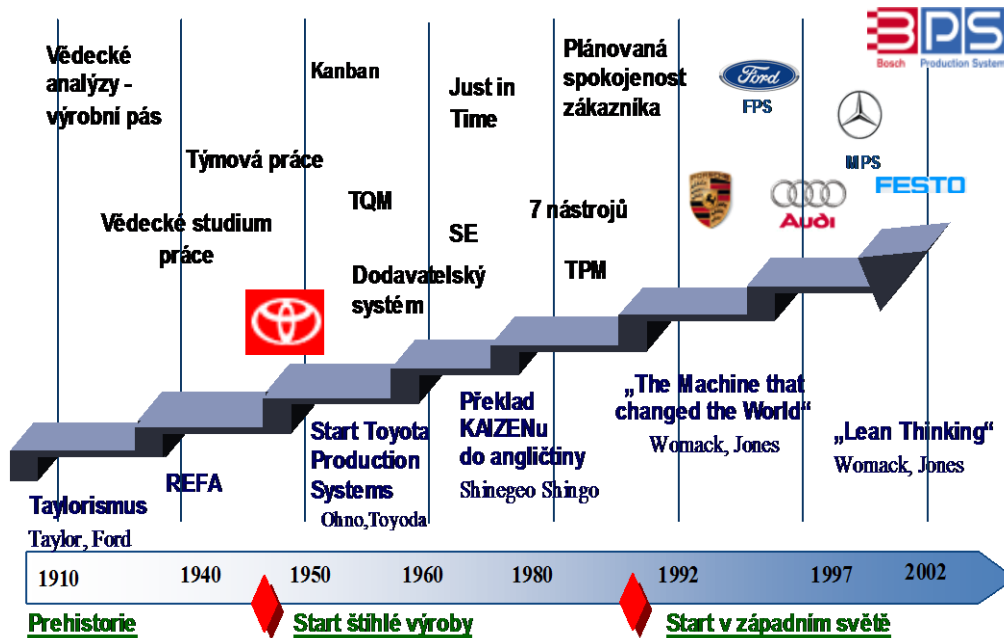 Vědecké
analýzy -
výrobní pás
Kanban
Just in
Time
Plánovaná
spokojenost
zákazníka
Ford
FPS
BPS
Bosch Production System
MPS
Týmová práce
TQM
Vědecké studium
práce
SE
7 nástrojů
PORSCHE
Audi
FESTO
Dodavatelský
systém
TPM
Taylorismus
Taylor, Ford
REFA
Start Toyota
Production
Systems
Ohno,Toyoda
Překlad
KAIZENu
do angličtiny
Shinegeo Shingo
„The Machine that
changed the World“
Womack, Jones
„Lean Thinking“
Womack, Jones
1910
1940
1950
1960
1980
1992
1997
2002
Prehistorie
Start štíhlé výroby
Start v západním světě